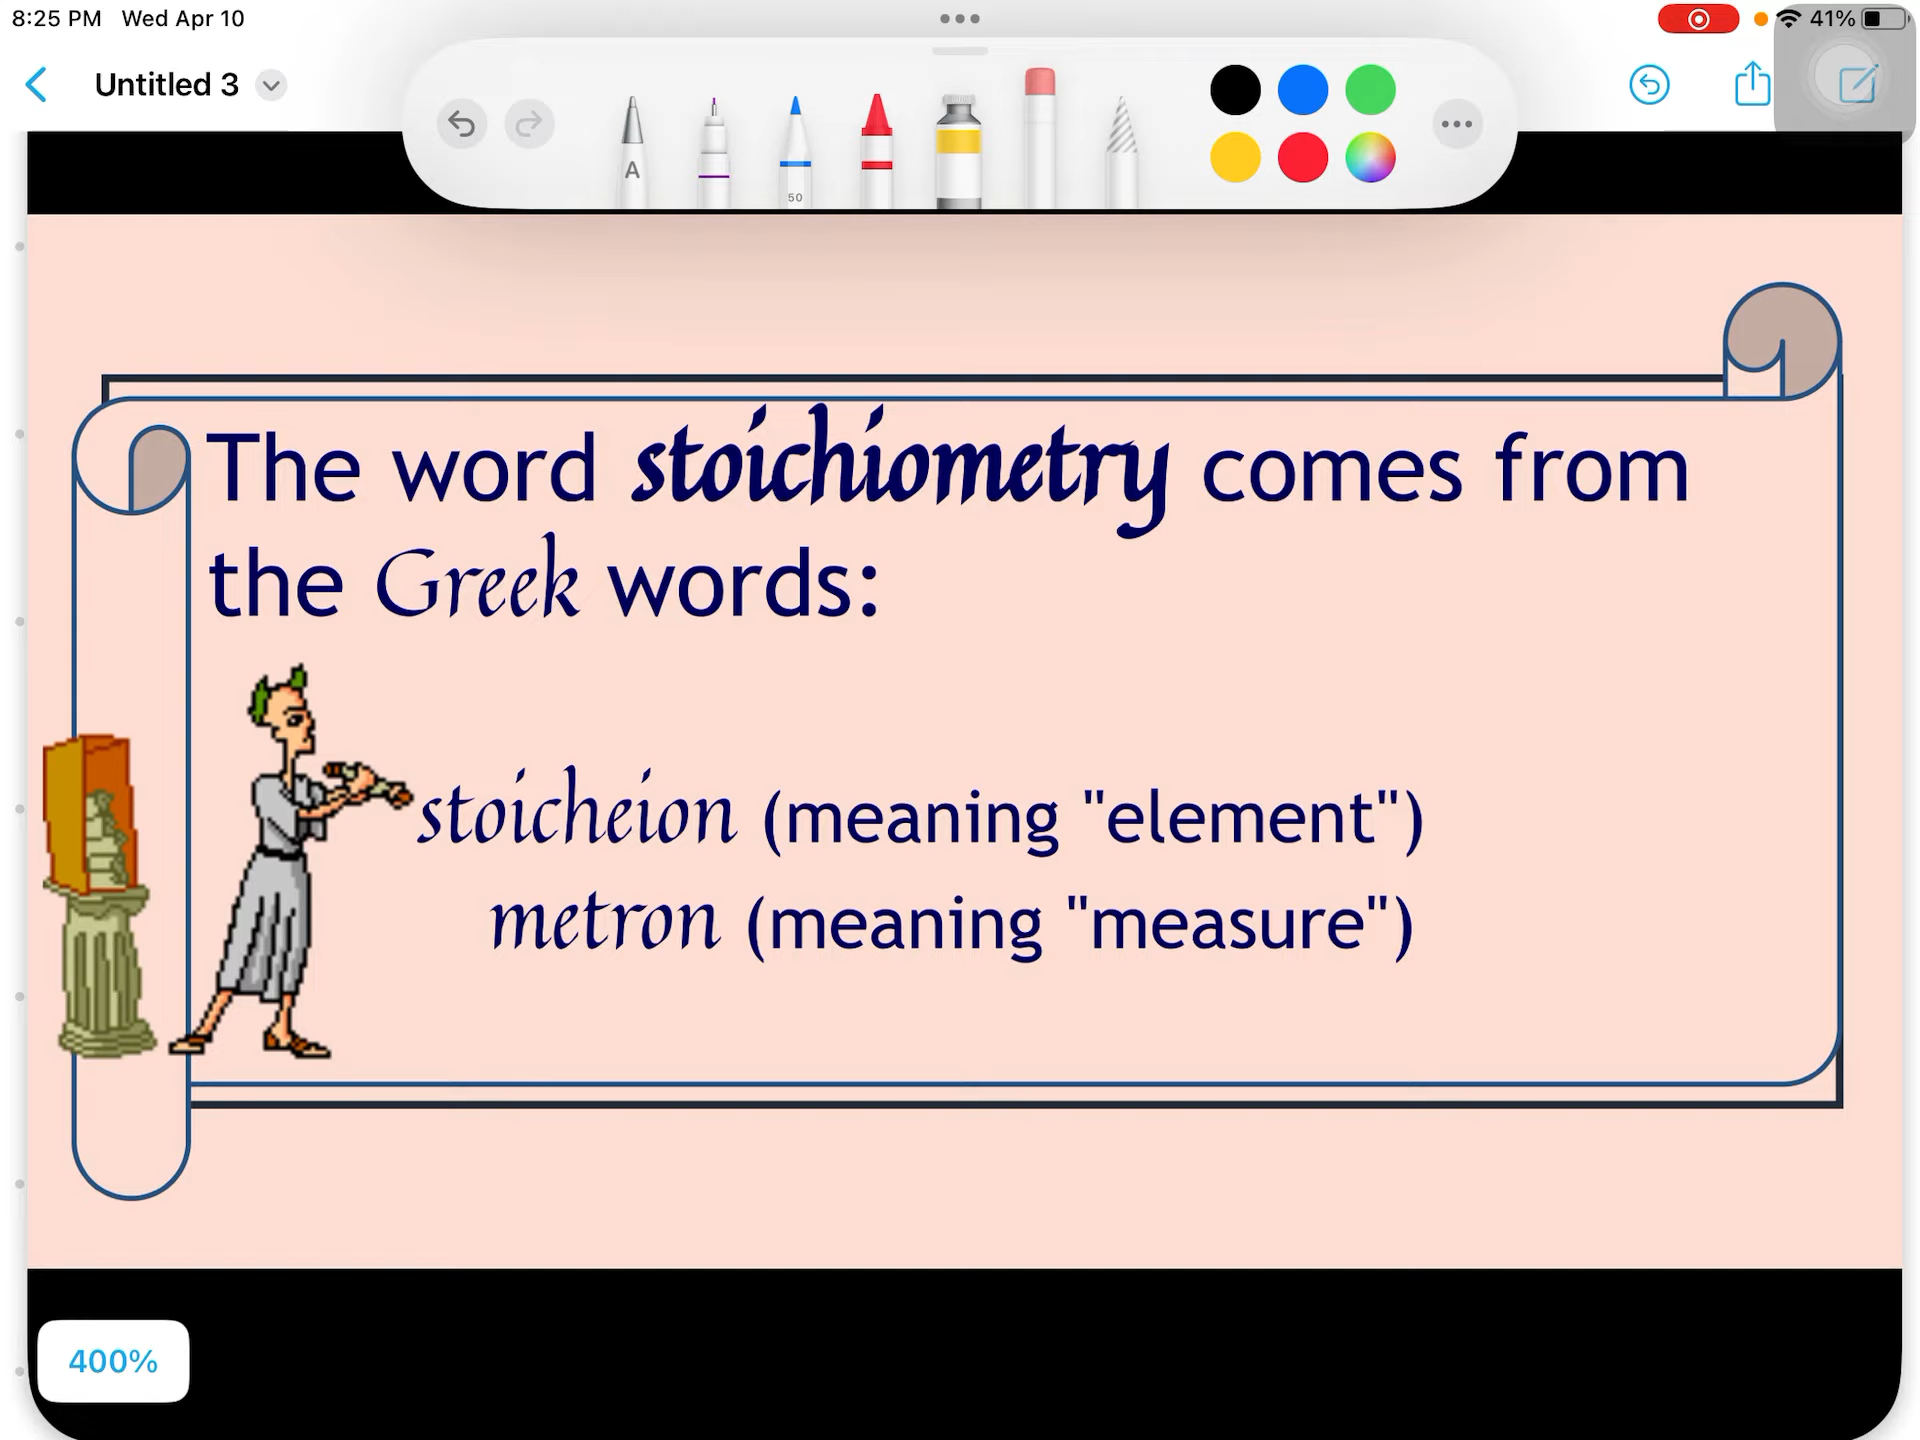 8:25 PM Wed Apr 10
41%
Untitled 3
A
50
The word stoichiometry comes from
the Greek words:
stoicheion (meaning "element")
metron (meaning "measure")
400%